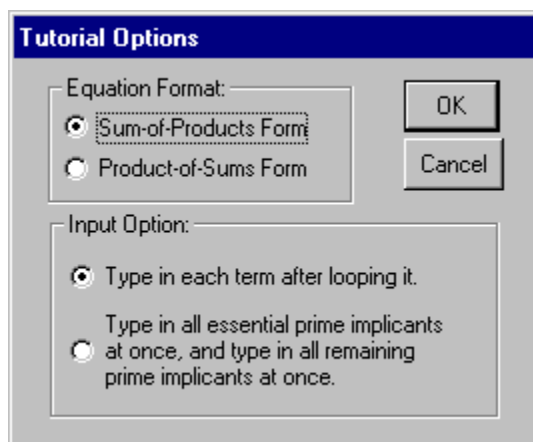 Tutorial Options
Equation Format:
Sum-of-Products Form
Product-of-Sums Form
OK
Cancel
Input Option:
Type in each term after looping it.
Type in all essential prime implicants
at once, and type in all remaining
prime implicants at once.